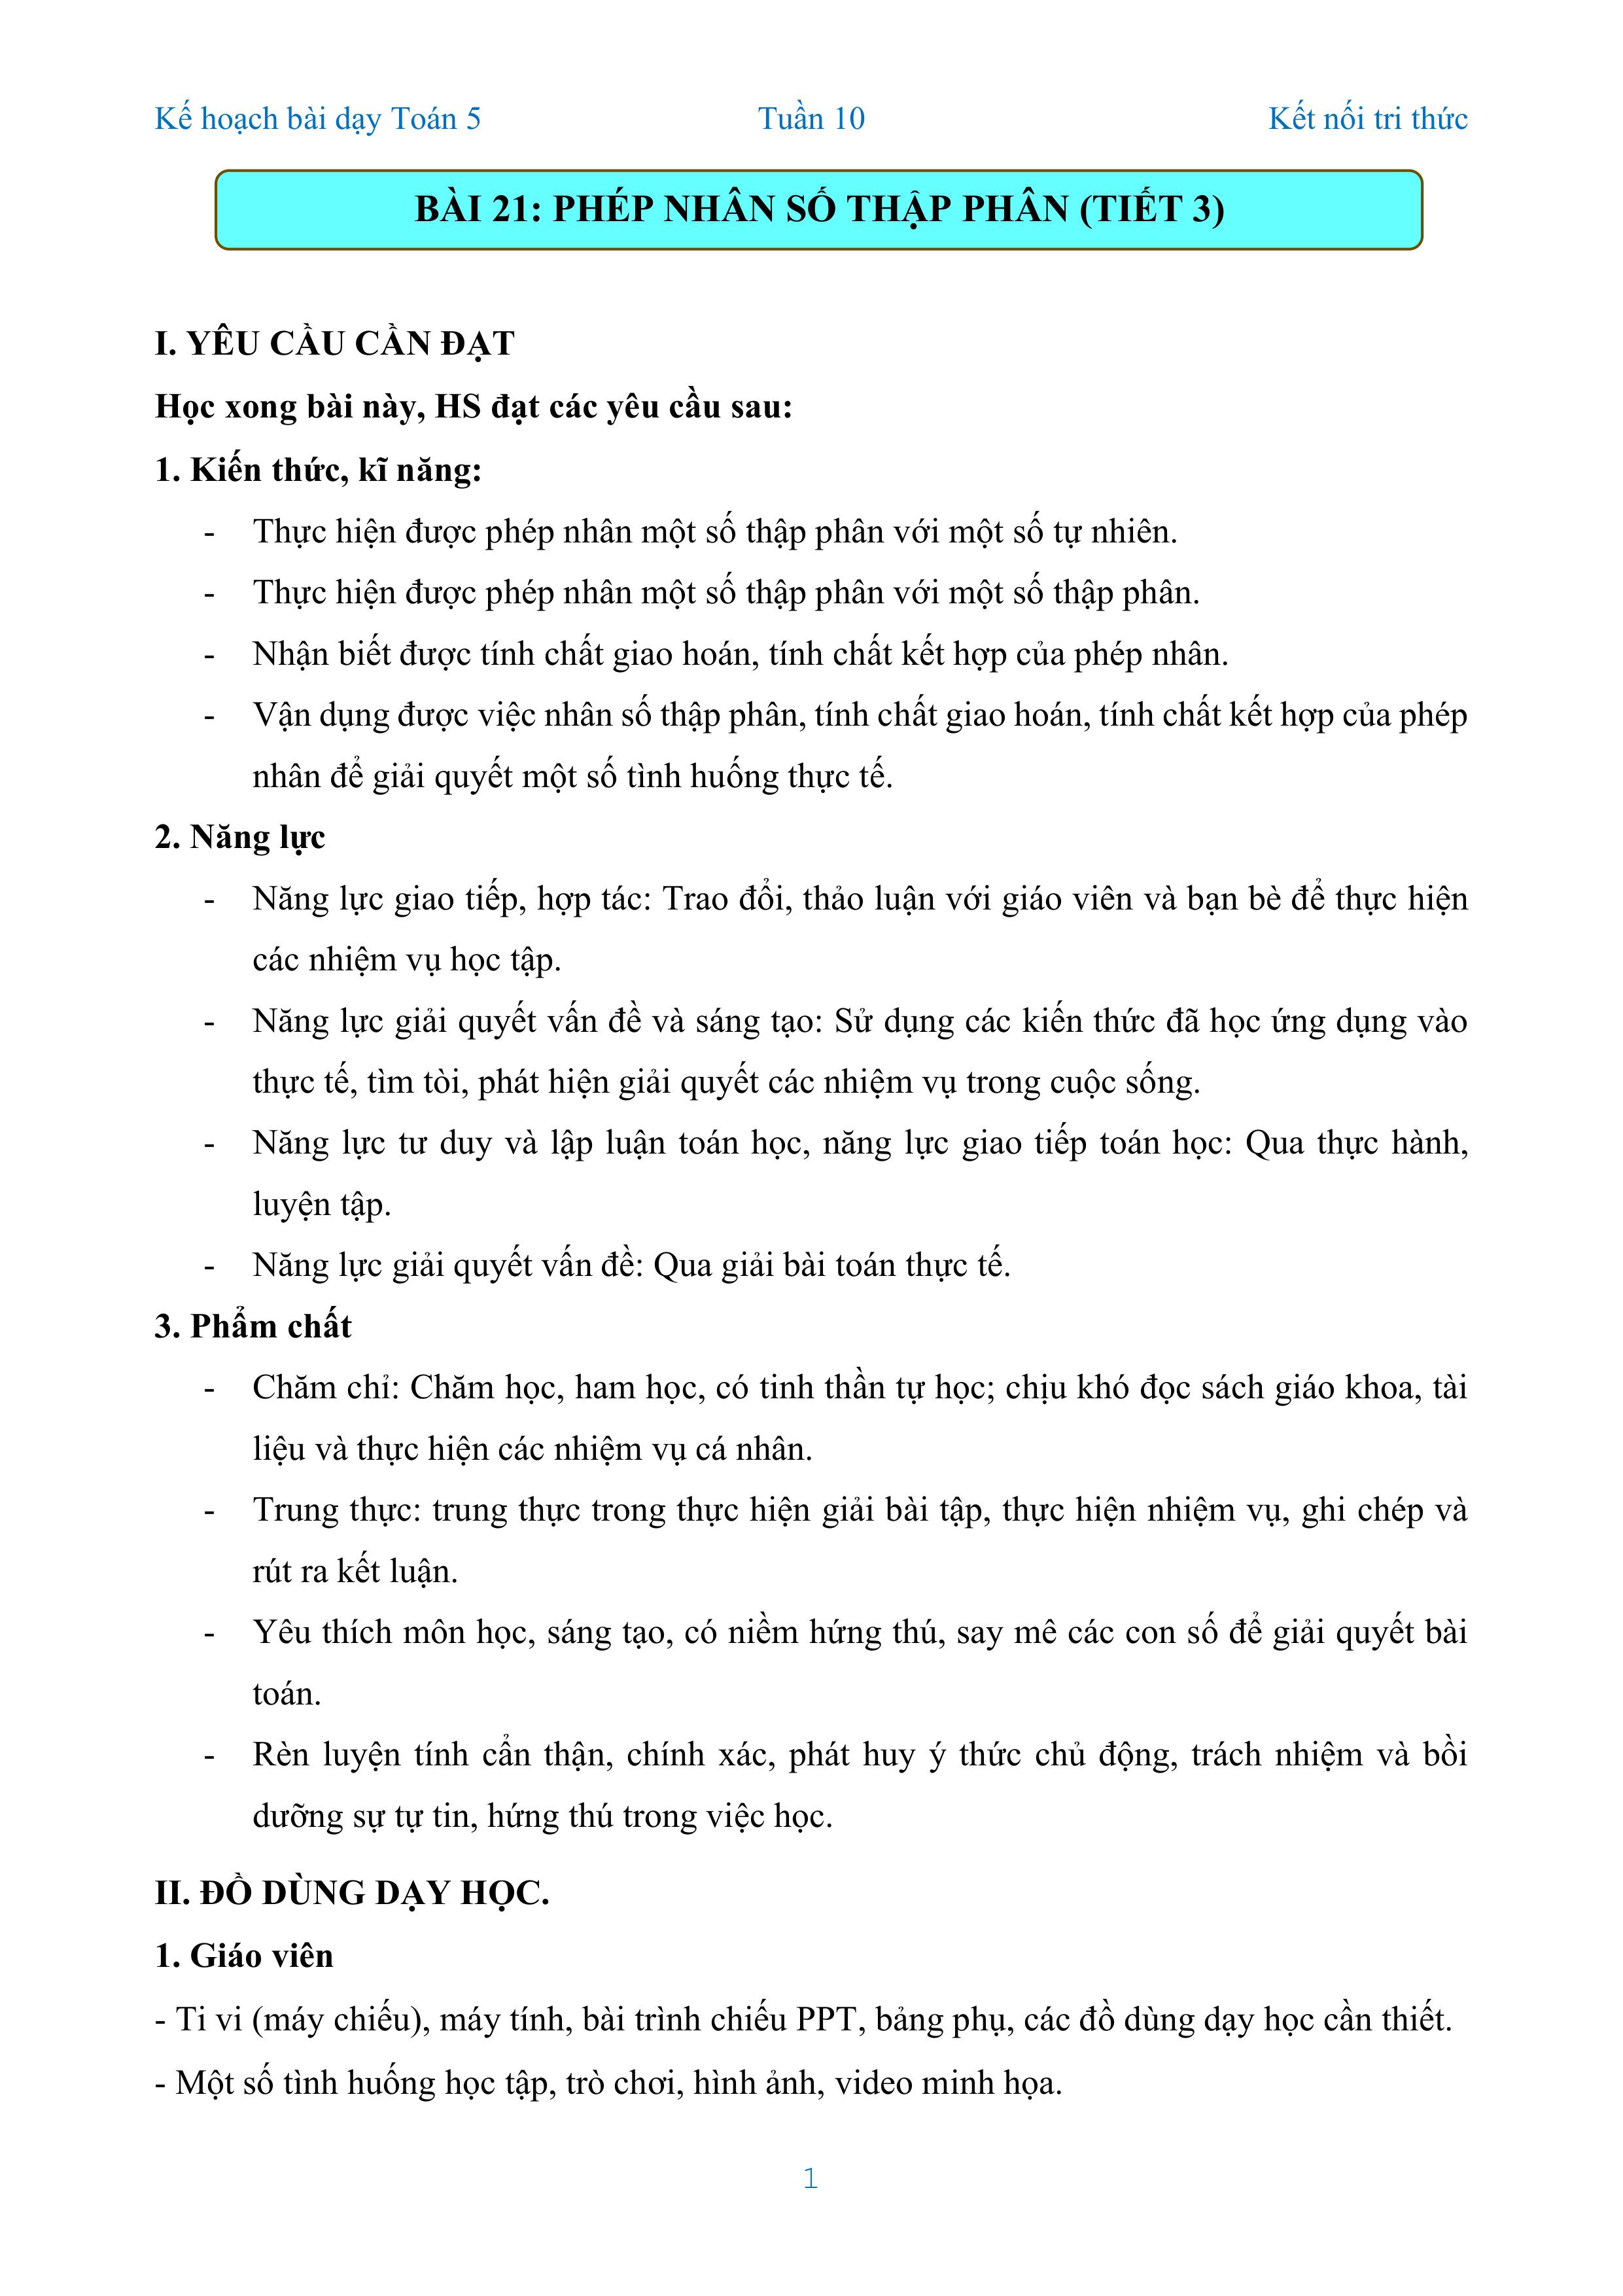 Kế hoạch bài dạy Toán 5 Tuần 10 Kết nối tri thức
BÀI 21: PHÉP NHÂN SỐ THẬP PHÂN (TIẾT 3)
I. YÊU CẦU CẦN ĐẠT
Học xong bài này, HS đạt các yêu cầu sau:
1. Kiến thức, kĩ năng:
- Thực hiện được phép nhân một số thập phân với một số tự nhiên.
- Thực hiện được phép nhân một số thập phân với một số thập phân.
- Nhận biết được tính chất giao hoán, tính chất kết hợp của phép nhân.
- Vận dụng được việc nhân số thập phân, tính chất giao hoán, tính chất kết hợp của phép
nhân để giải quyết một số tình huống thực tế.
2. Năng lực
- Năng lực giao tiếp, hợp tác: Trao đổi, thảo luận với giáo viên và bạn bè để thực hiện
các nhiệm vụ học tập.
- Năng lực giải quyết vấn đề và sáng tạo: Sử dụng các kiến thức đã học ứng dụng vào
thực tế, tìm tòi, phát hiện giải quyết các nhiệm vụ trong cuộc sống.
- Năng lực tư duy và lập luận toán học, năng lực giao tiếp toán học: Qua thực hành,
luyện tập.
- Năng lực giải quyết vấn đề: Qua giải bài toán thực tế.
3. Phẩm chất
- Chăm chỉ: Chăm học, ham học, có tinh thần tự học; chịu khó đọc sách giáo khoa, tài
liệu và thực hiện các nhiệm vụ cá nhân.
- Trung thực: trung thực trong thực hiện giải bài tập, thực hiện nhiệm vụ, ghi chép và
rút ra kết luận.
- Yêu thích môn học, sáng tạo, có niềm hứng thú, say mê các con số để giải quyết bài
toán.
- Rèn luyện tính cẩn thận, chính xác, phát huy ý thức chủ động, trách nhiệm và bồi
dưỡng sự tự tin, hứng thú trong việc học.
II. ĐỒ DÙNG DẠY HỌC.
1. Giáo viên
- Ti vi (máy chiếu), máy tính, bài trình chiếu PPT, bảng phụ, các đồ dùng dạy học cần thiết.
- Một số tình huống học tập, trò chơi, hình ảnh, video minh họa.
1